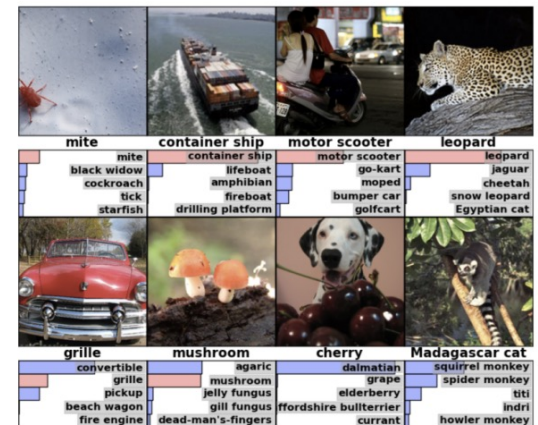 mite
container ship
motor scooter
leopard
mite
black widow
cockroach
tick
starfish
container ship
lifeboat
amphibian
fireboat
drilling platform
motor scooter
go-kart
moped
bumper car
golfcart
leopard
jaguar
cheetah
snow leopard
Egyptian cat
grille
mushroom
cherry
Madagascar cat
convertible
grille
pickup
beach wagon
fire engine
agaric
mushroom
jelly fungus
gill fungus
dead-man's-fingers
dalmatian
grape
elderberry
ffordshire bullterrier
currant
squirrel monkey
spider monkey
titi
indri
howler monkey